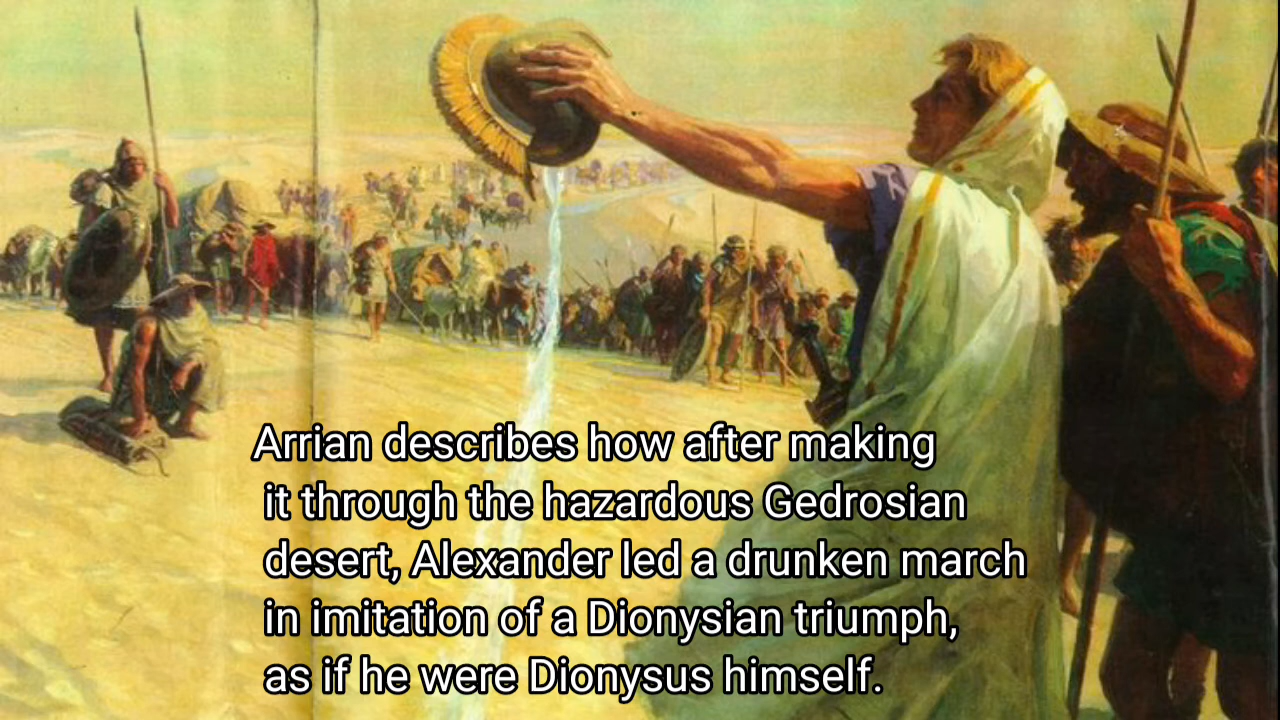 Arrian describes how after making
it through the hazardous Gedrosian
desert, Alexander led a drunken march
in imitation of a Dionysian triumph,
as if he were Dionysus himself.